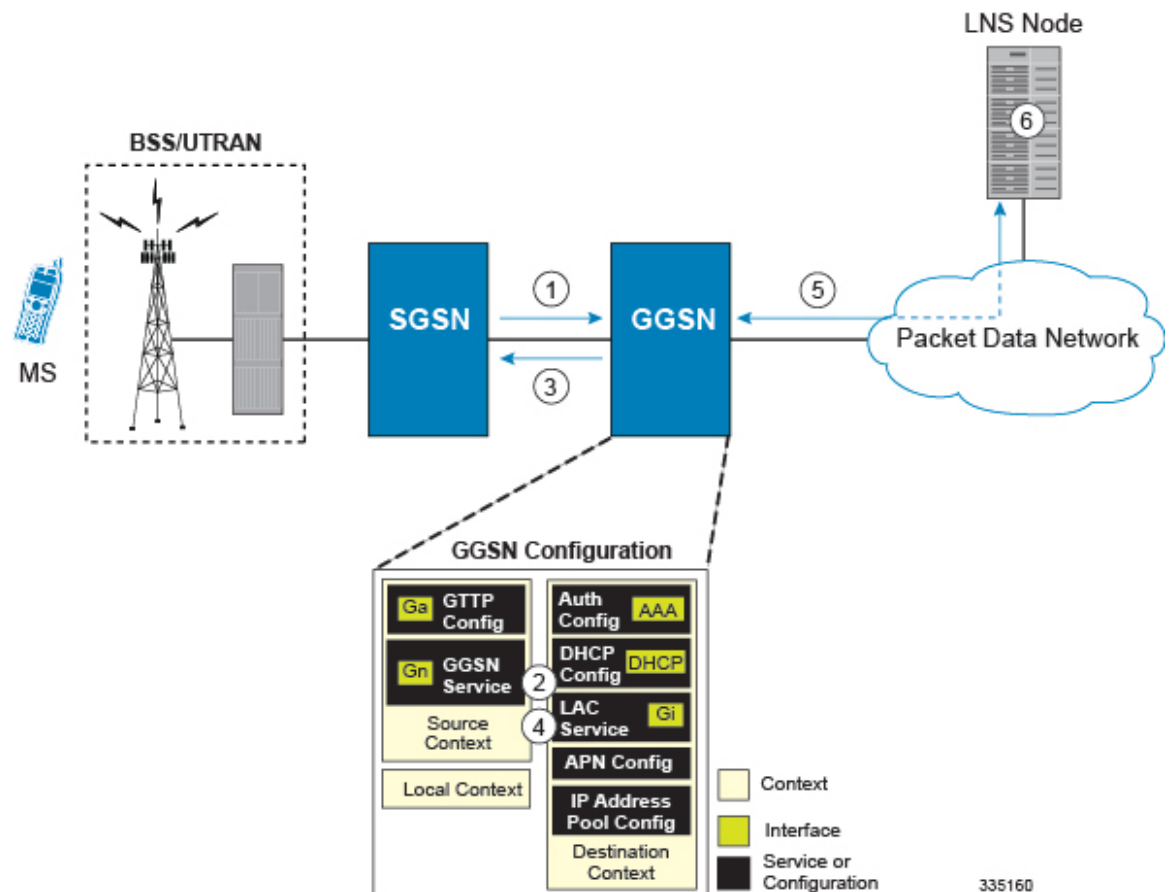 LNS Node
6
BSS/UTRAN
MS
SGSN
1
3
GGSN
5
Packet Data Network
GGSN Configuration
Ga
GTTP
Config
Gn
GGSN
Service
Source
Context
Local Context
2
4
Auth
Config
AAA
DHCP
Config
DHCP
LAC
Service
Gi
APN Config
IP Address
Pool Config
Destination
Context
Context
Interface
Service or
Configuration
335160